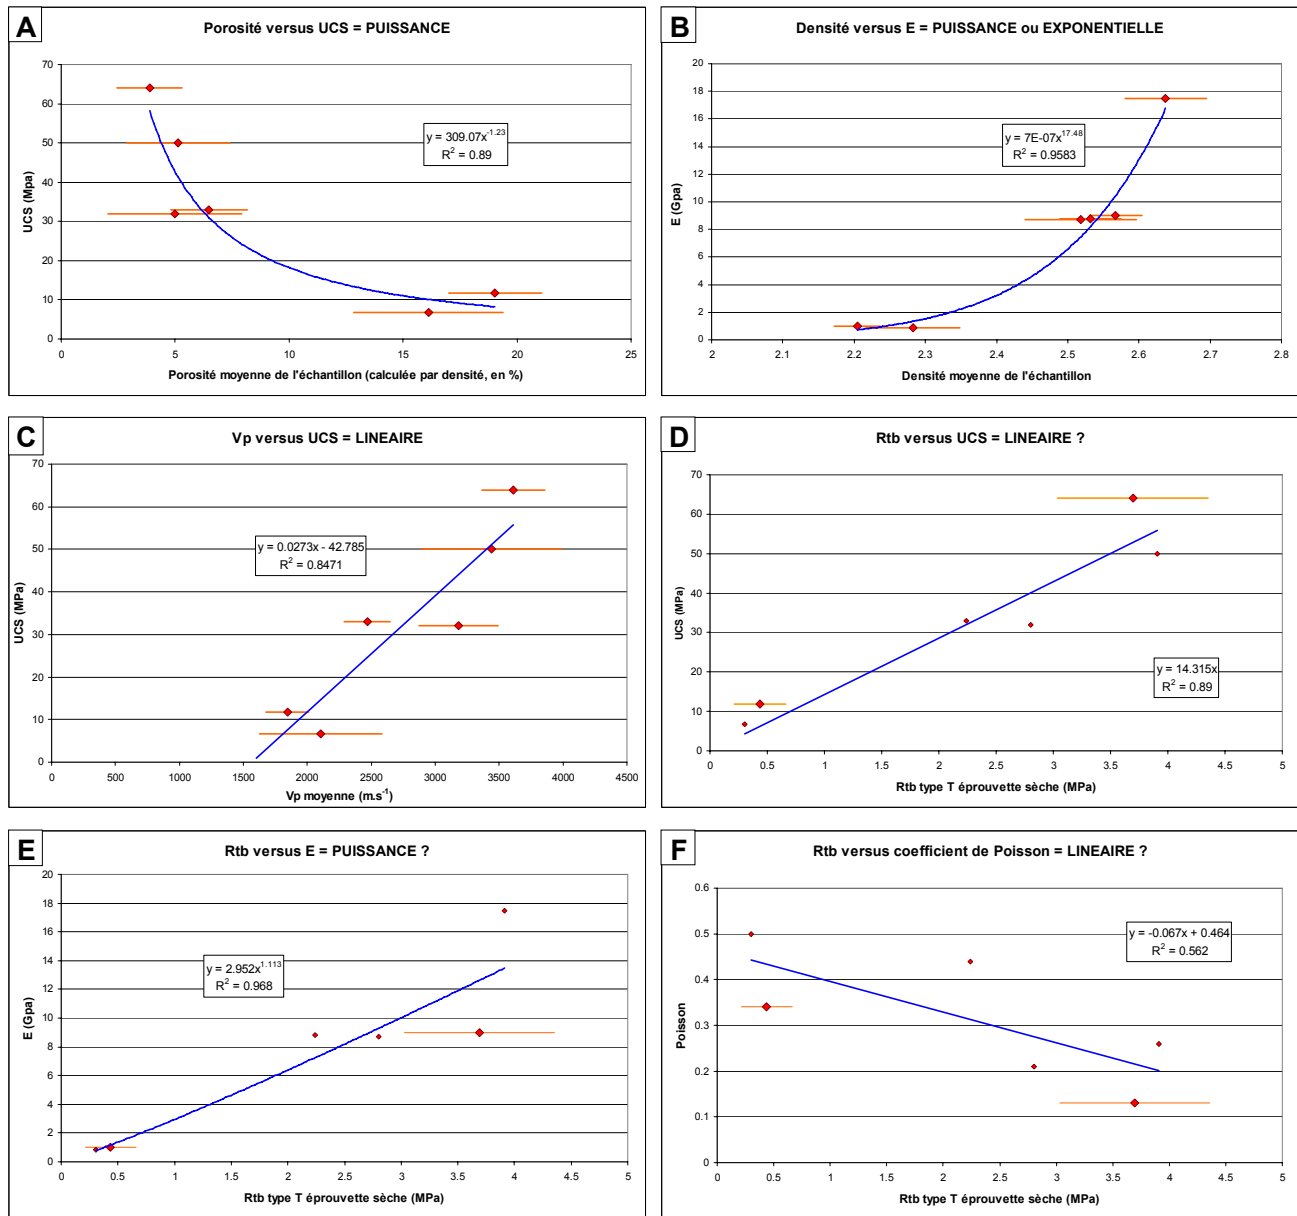 A
Porosité versus UCS = PUISSANCE
70
60
50
40
30
20
10
0
UCS (Mpa)
y = 309.07x^-1.23
R² = 0.89
0 5 10 15 20 25
Porosité moyenne de l'échantillon (calculée par densité, en %)
B
Densité versus E = PUISSANCE ou EXPONENTIELLE
20
18
16
14
12
10
8
6
4
2
0
E (Gpa)
y = 7E-07x^17.48
R² = 0.9583
2 2.1 2.2 2.3 2.4 2.5 2.6 2.7 2.8
Densité moyenne de l'échantillon
C
Vp versus UCS = LINEAIRE
70
60
50
40
30
20
10
0
UCS (MPa)
y = 0.0273x - 42.785
R² = 0.8471
0 500 1000 1500 2000 2500 3000 3500 4000 4500
Vp moyenne (m.s^-1)
D
Rtb versus UCS = LINEAIRE ?
70
60
50
40
30
20
10
0
UCS (MPa)
y = 14.315x
R² = 0.89
0 0.5 1 1.5 2 2.5 3 3.5 4 4.5 5
Rtb type T éprouvette sèche (MPa)
E
Rtb versus E = PUISSANCE ?
20
18
16
14
12
10
8
6
4
2
0
E (Gpa)
y = 2.952x^1.113
R² = 0.968
0 0.5 1 1.5 2 2.5 3 3.5 4 4.5 5
Rtb type T éprouvette sèche (MPa)
F
Rtb versus coefficient de Poisson = LINEAIRE ?
0.6
0.5
0.4
0.3
0.2
0.1
0
Poisson
y = -0.067x + 0.464
R² = 0.562
0 0.5 1 1.5 2 2.5 3 3.5 4 4.5 5
Rtb type T éprouvette sèche (MPa)